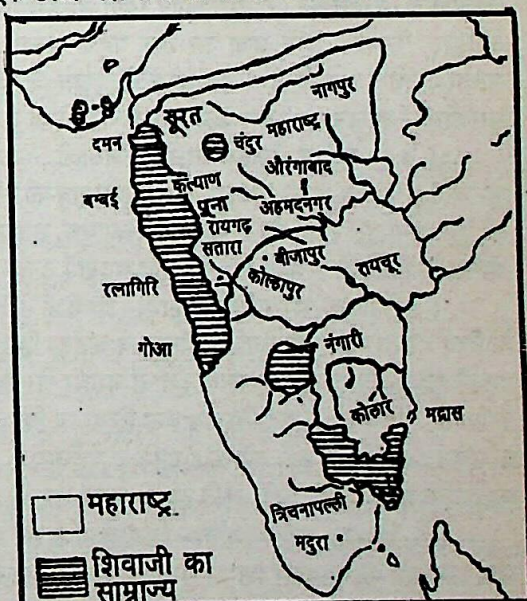 सूरत
नागपुर
दमन
चंदुर
महाराष्ट्र
औरंगाबाद
बम्बई
कल्याण
पूना
अहमदनगर
रायगढ़
सतारा
बीजापुर
रायचूर
रत्नागिरि
कोल्हापुर
गोआ
नंगारी
कोलार
मद्रास
त्रिचनापल्ली
मदुरा
महाराष्ट्र
शिवाजी का
साम्राज्य